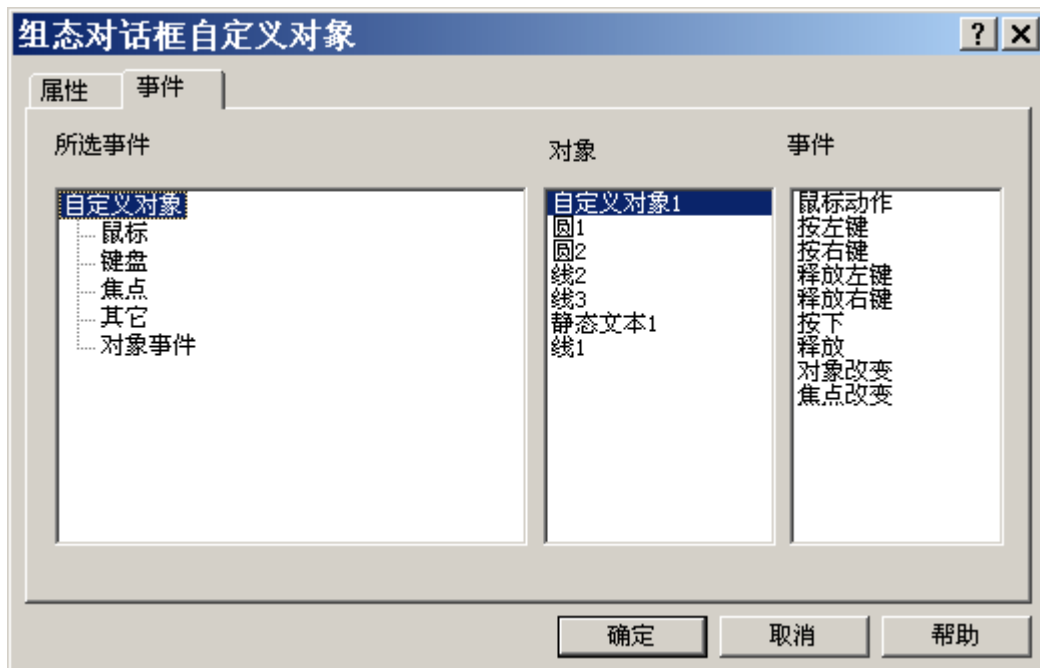 组态对话框自定义对象
属性
事件
所选事件
对象
事件
自定义对象
鼠标
键盘
焦点
其它
对象事件
自定义对象1
圆1
圆2
线2
线3
静态文本1
线1
鼠标动作
按左键
按右键
释放左键
释放右键
按下
释放
对象改变
焦点改变
确定
取消
帮助